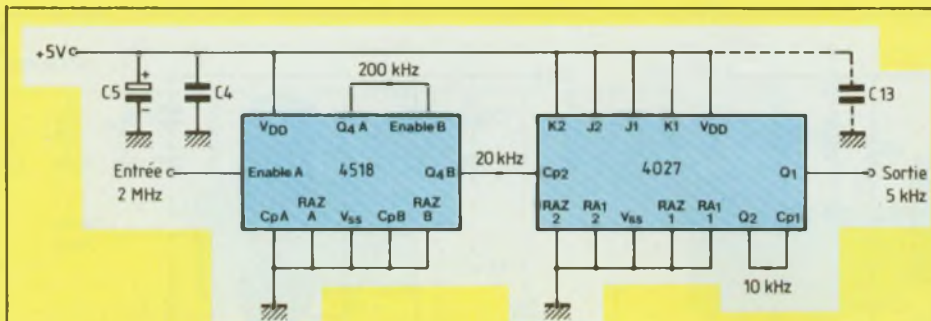 +5V
C5
+
-
C4
200 kHz
C13
VDD
Q4 A
Enable B
K2
J2
J1
K1
VDD
Entrée
2 MHz
Enable A
4518
Q4 B
20 kHz
Cp2
4027
Q1
Sortie
5 kHz
CpA
RAZ
A
VSS
CpB
RAZ
B
RAZ
2
RA1
2
VSS
RAZ
1
RA1
1
Q2
Cp1
10 kHz